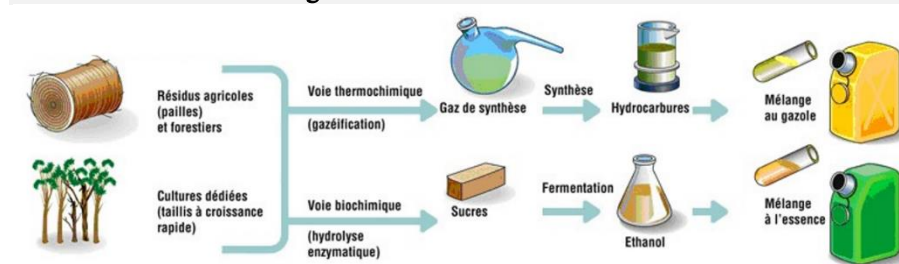 Résidus agricoles
(pailles)
et forestiers
Cultures dédiées
(taillis à croissance
rapide)
Voie thermochimique
(gazéification)
Gaz de synthèse
Synthèse
Hydrocarbures
Mélange
au gazole
Voie biochimique
(hydrolyse
enzymatique)
Sucres
Fermentation
Ethanol
Mélange
à l'essence